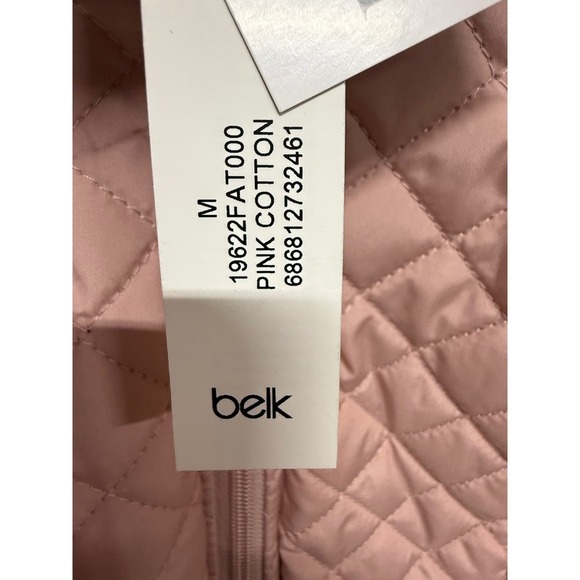 M
19622FAT000
PINK COTTON
686812732461
belk